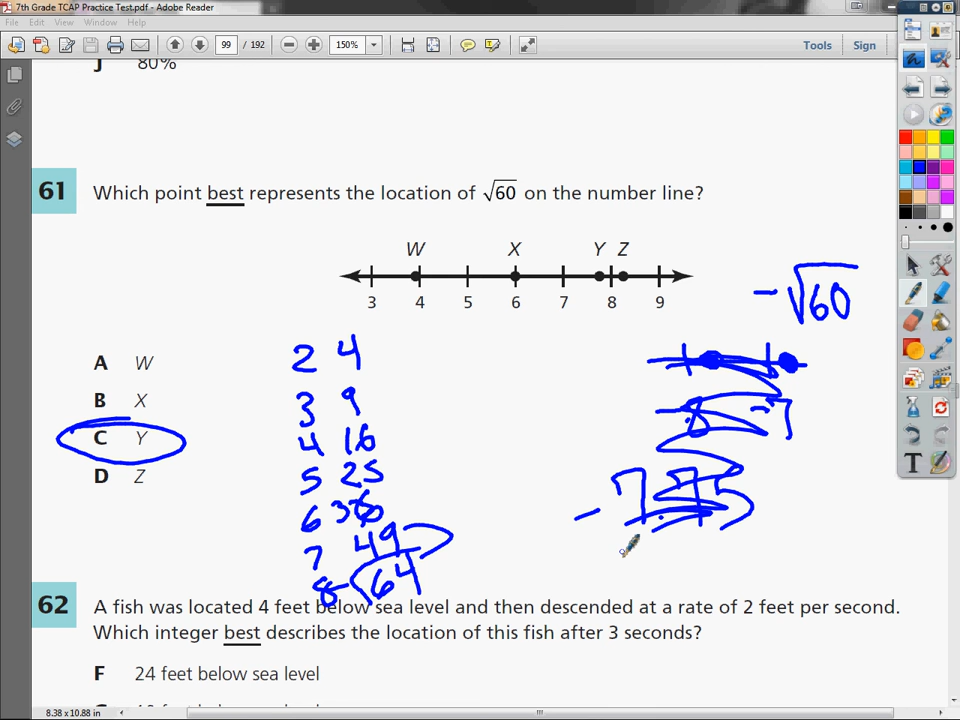 7th Grade TCAP Practice Test.pdf - Adobe Reader
File Edit View Window Help
99 / 192 150% Tools Sign
J 80%
61 Which point best represents the location of √60 on the number line?
W X Y Z
3 4 5 6 7 8 9
-√60
A W
B X
C Y
D Z
2 4
3 9
4 16
5 25
6 36
7 49
8 64
-8 -7
-7.75
62 A fish was located 4 feet below sea level and then descended at a rate of 2 feet per second.
Which integer best describes the location of this fish after 3 seconds?
F 24 feet below sea level
8.38 x 10.88 in
T